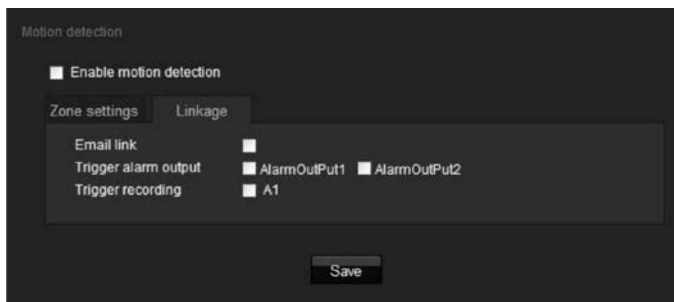 Motion detection
Enable motion detection
Zone settings Linkage
Email link
Trigger alarm output AlarmOutPut1 AlarmOutPut2
Trigger recording A1
Save